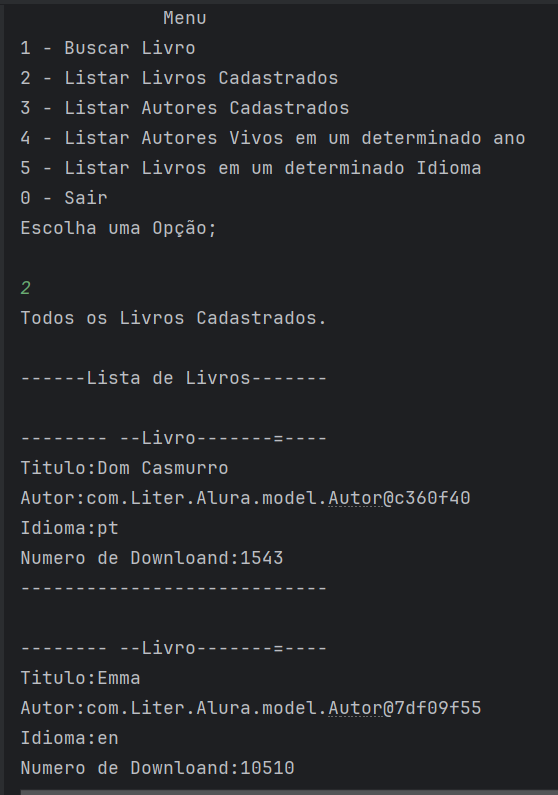 Menu
1 - Buscar Livro
2 - Listar Livros Cadastrados
3 - Listar Autores Cadastrados
4 - Listar Autores Vivos em um determinado ano
5 - Listar Livros em um determinado Idioma
0 - Sair
Escolha uma Opção;
2
Todos os Livros Cadastrados.
------Lista de Livros-------
-------- --Livro-------=----
Titulo:Dom Casmurro
Autor:com.Liter.Alura.model.Autor@c360f40
Idioma:pt
Numero de Downloand:1543
----------------------------
-------- --Livro-------=----
Titulo:Emma
Autor:com.Liter.Alura.model.Autor@7df09f55
Idioma:en
Numero de Downloand:10510